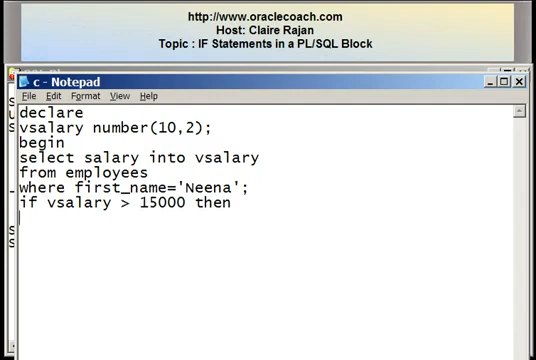 http://www.oraclecoach.com
Host: Claire Rajan
Topic : IF Statements in a PL/SQL Block
c - Notepad
File Edit Format View Help
declare
vsalary number(10,2);
begin
select salary into vsalary
from employees
where first_name='Neena';
if vsalary > 15000 then